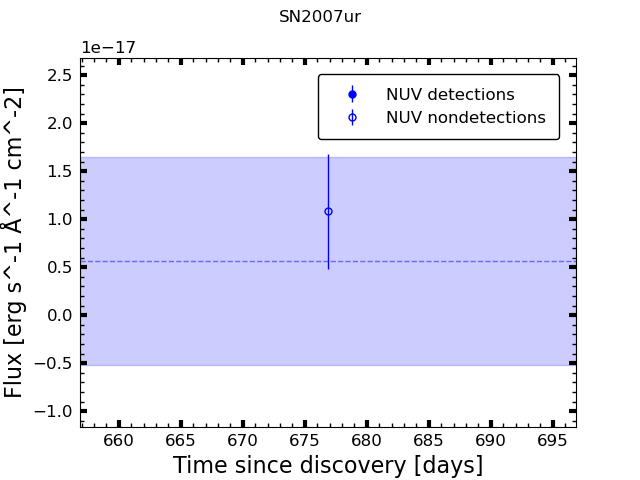 SN2007ur
1e−17
2.5
2.0
1.5
1.0
0.5
0.0
−0.5
−1.0
Flux [erg s^-1 Å^-1 cm^-2]
NUV detections
NUV nondetections
660 665 670 675 680 685 690 695
Time since discovery [days]